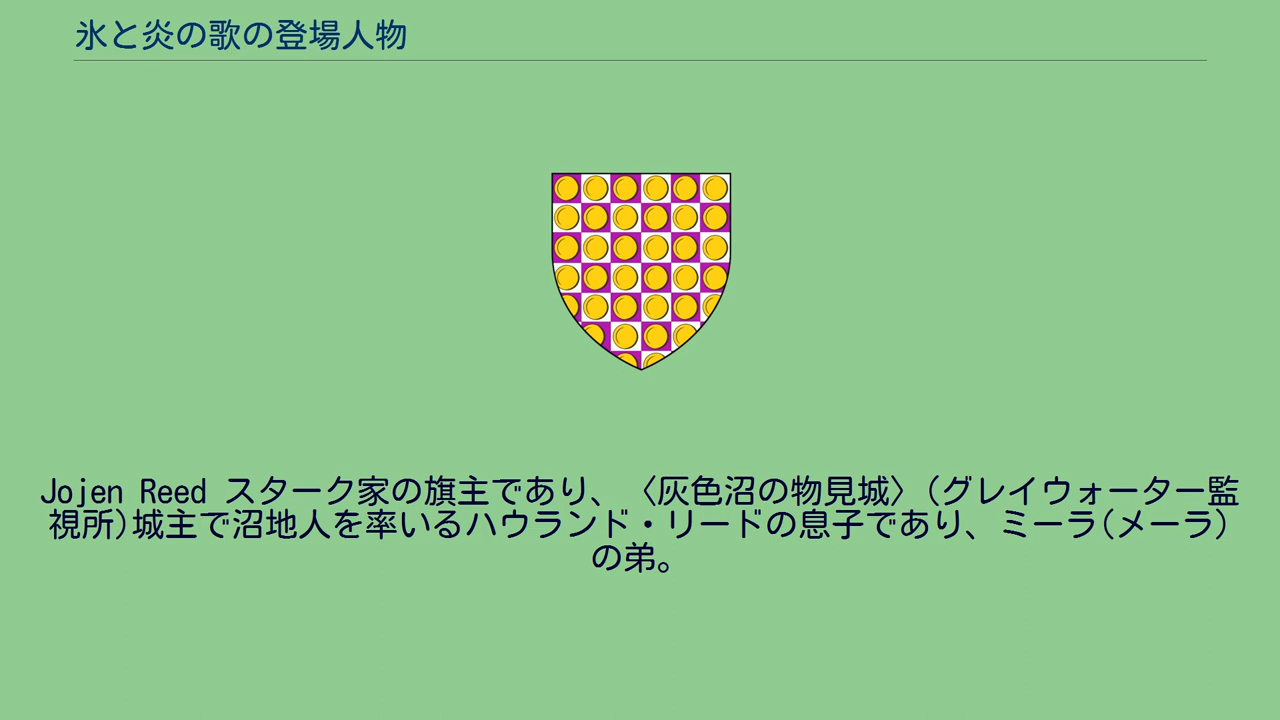 氷と炎の歌の登場人物
Jojen Reed スターク家の旗主であり、〈灰色沼の物見城〉(グレイウォーター監
視所)城主で沼地人を率いるハウランド・リードの息子であり、ミーラ(メーラ)
の弟。